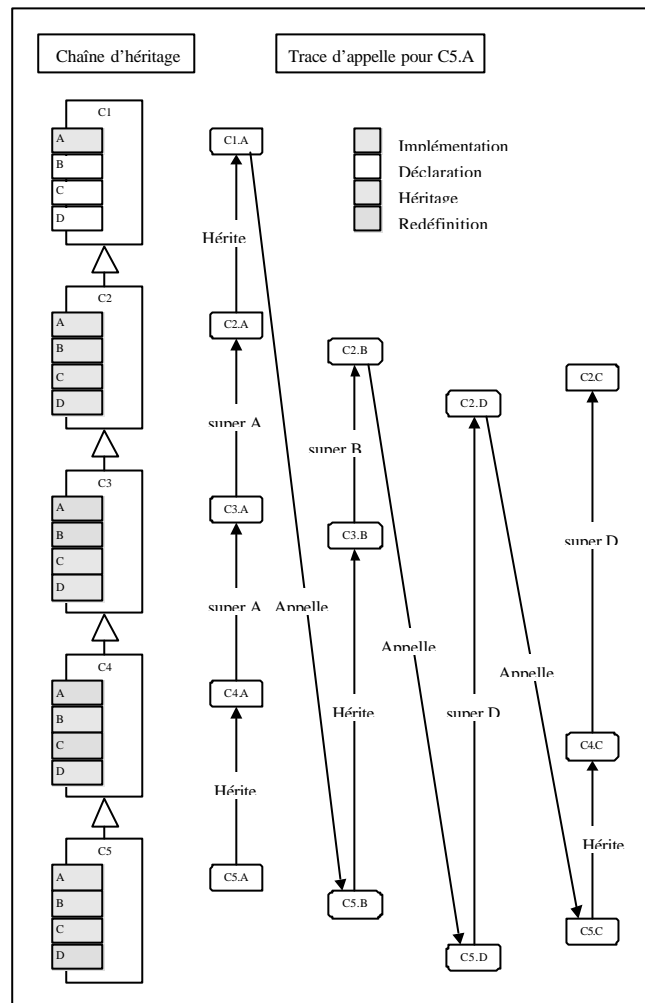 Chaîne d'héritage
Trace d'appelle pour C5.A
C1
A
B
C
D
C1.A
Implémentation
Déclaration
Héritage
Redéfinition
Hérite
C2
A
B
C
D
C2.A
C2.B
C2.C
C2.D
super A
super B
C3
A
B
C
D
C3.A
C3.B
super D
super A
Appelle
C4
A
B
C
D
C4.A
Hérite
super D
Appelle
Appelle
C4.C
Hérite
Hérite
C5
A
B
C
D
C5.A
C5.B
C5.C
C5.D